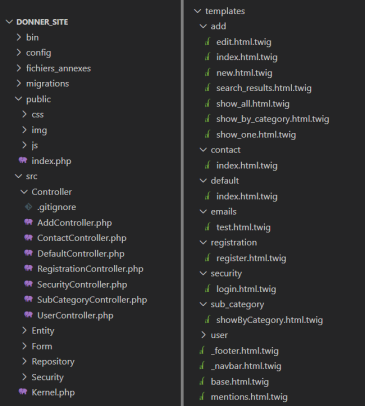 DONNER_SITE
bin
config
fichiers_annexes
migrations
public
css
img
js
index.php
src
Controller
.gitignore
AddController.php
ContactController.php
DefaultController.php
RegistrationController.php
SecurityController.php
SubCategoryController.php
UserController.php
Entity
Form
Repository
Security
Kernel.php
templates
add
edit.html.twig
index.html.twig
new.html.twig
search_results.html.twig
show_all.html.twig
show_by_category.html.twig
show_one.html.twig
contact
index.html.twig
default
index.html.twig
emails
test.html.twig
registration
register.html.twig
security
login.html.twig
sub_category
showByCategory.html.twig
user
_footer.html.twig
_navbar.html.twig
base.html.twig
mentions.html.twig